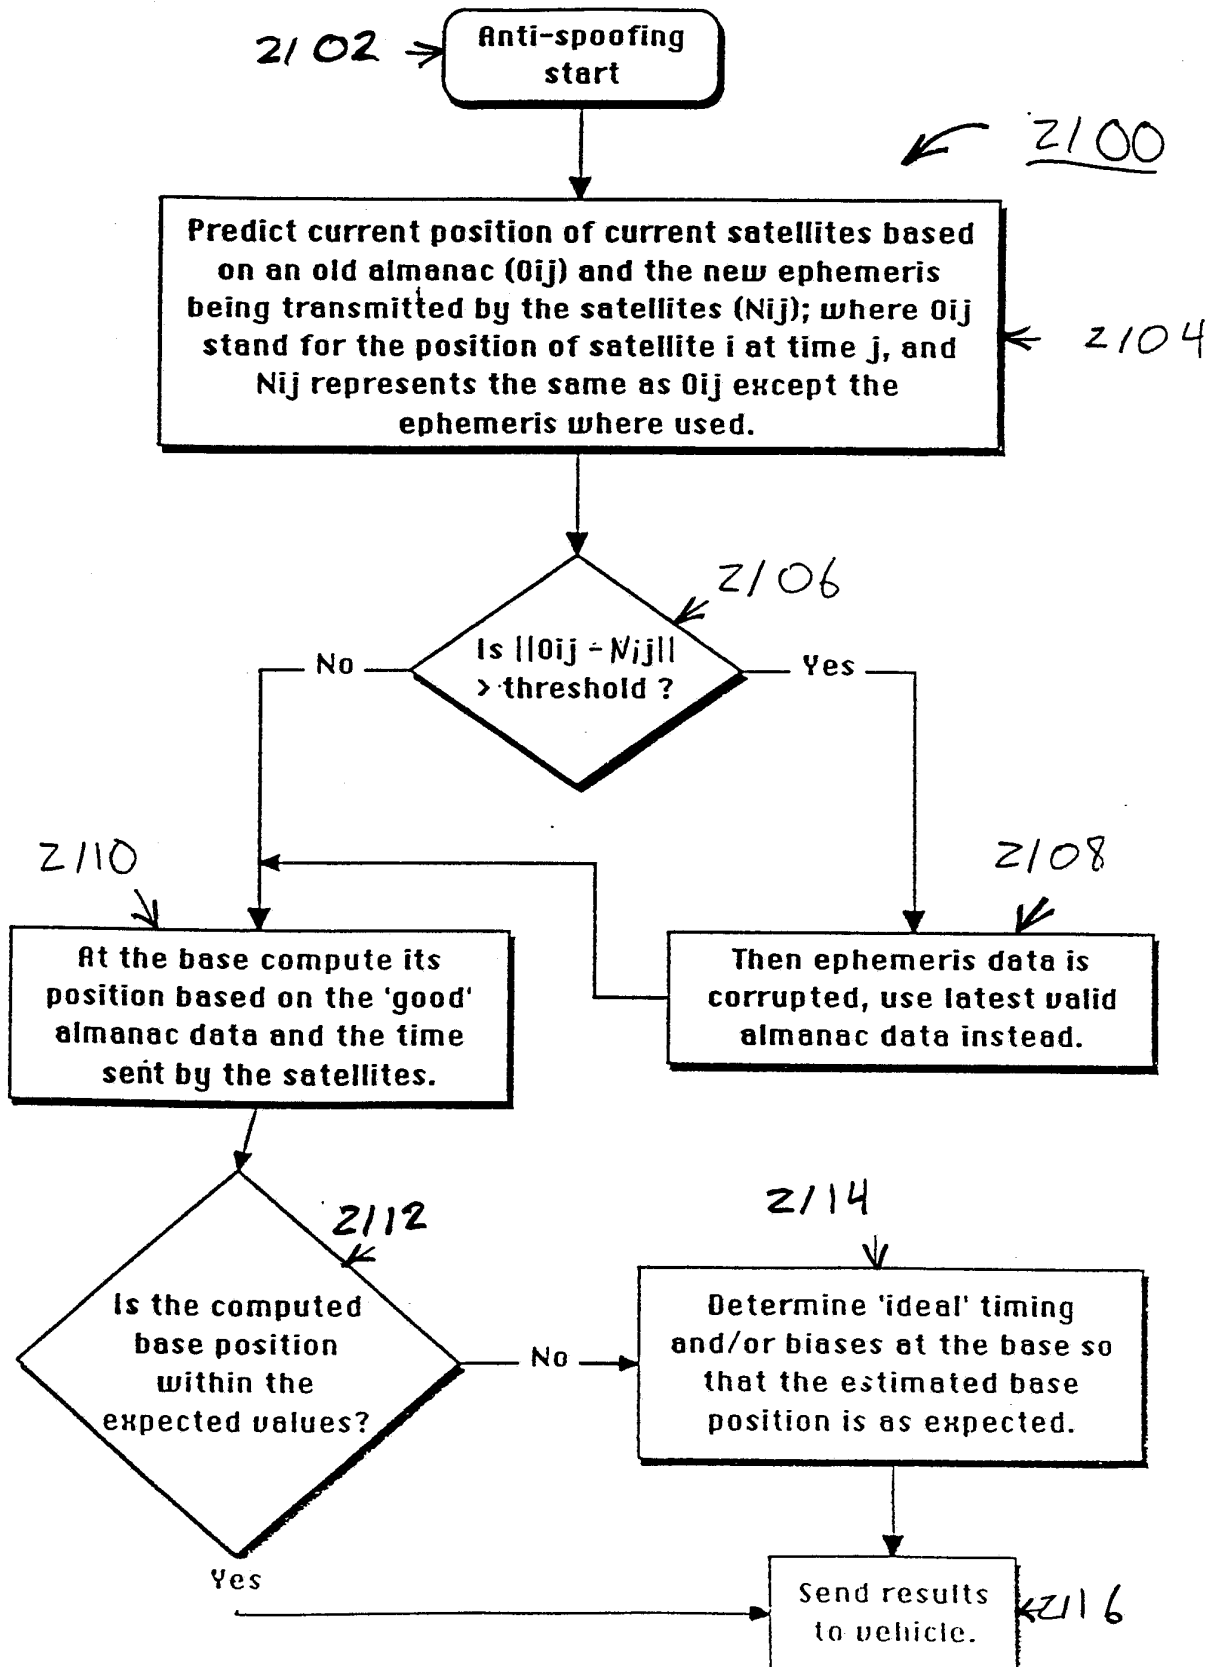 2102
Anti-spoofing
start
2100
Predict current position of current satellites based
on an old almanac (Oij) and the new ephemeris
being transmitted by the satellites (Nij); where Oij
stand for the position of satellite i at time j, and
Nij represents the same as Oij except the
ephemeris where used.
2104
2106
Is ||Oij - Nij||
> threshold ?
No
Yes
2110
2108
At the base compute its
position based on the 'good'
almanac data and the time
sent by the satellites.
Then ephemeris data is
corrupted, use latest valid
almanac data instead.
2112
2114
Is the computed
base position
within the
expected values?
No
Determine 'ideal' timing
and/or biases at the base so
that the estimated base
position is as expected.
Yes
Send results
to vehicle.
2116